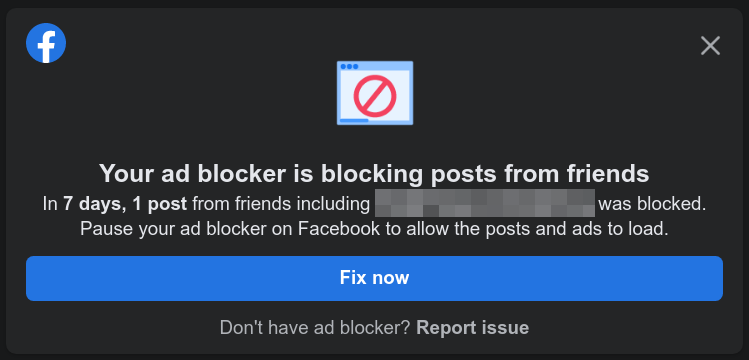 Your ad blocker is blocking posts from friends
In 7 days, 1 post from friends including was blocked.
Pause your ad blocker on Facebook to allow the posts and ads to load.
Fix now
Don't have ad blocker? Report issue